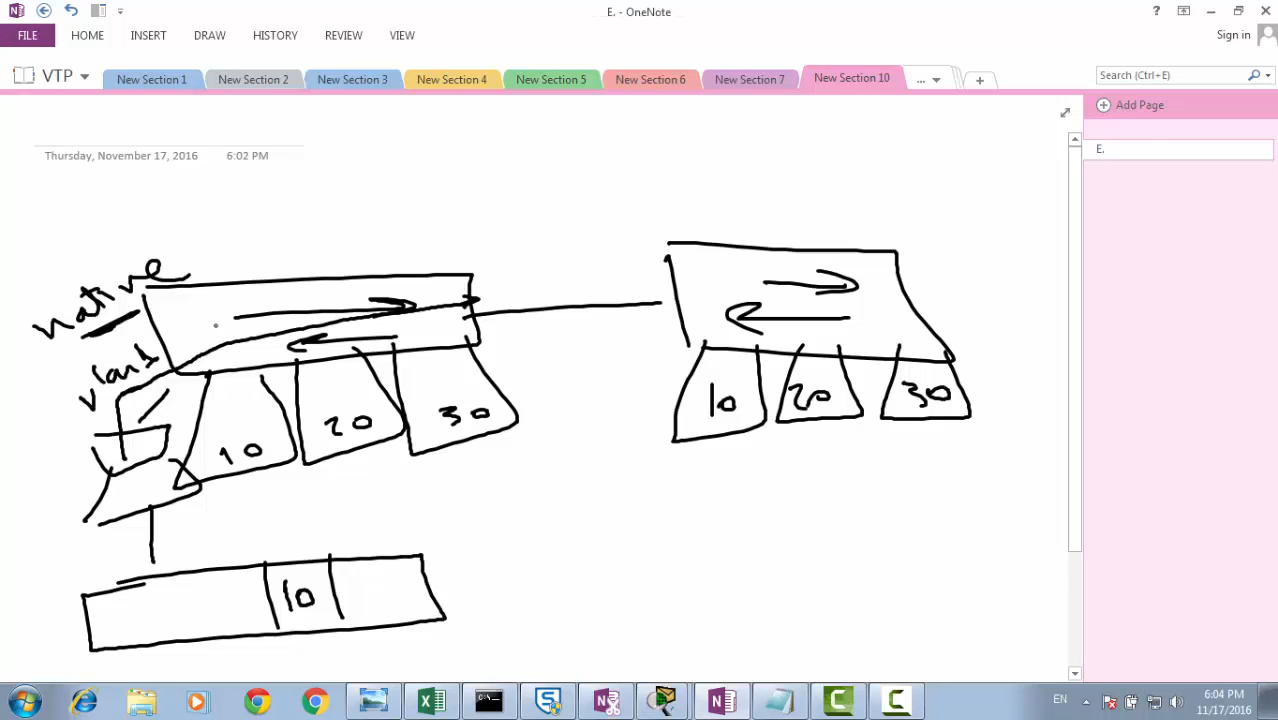 E. - OneNote
?
FILE HOME INSERT DRAW HISTORY REVIEW VIEW
Sign in
VTP New Section 1 New Section 2 New Section 3 New Section 4 New Section 5 New Section 6 New Section 7 New Section 10 ...
Search (Ctrl+E)
Add Page
E.
Thursday, November 17, 2016 6:02 PM
native
vlan 1
10 20 30
10 20 30
10
EN
6:04 PM
11/17/2016